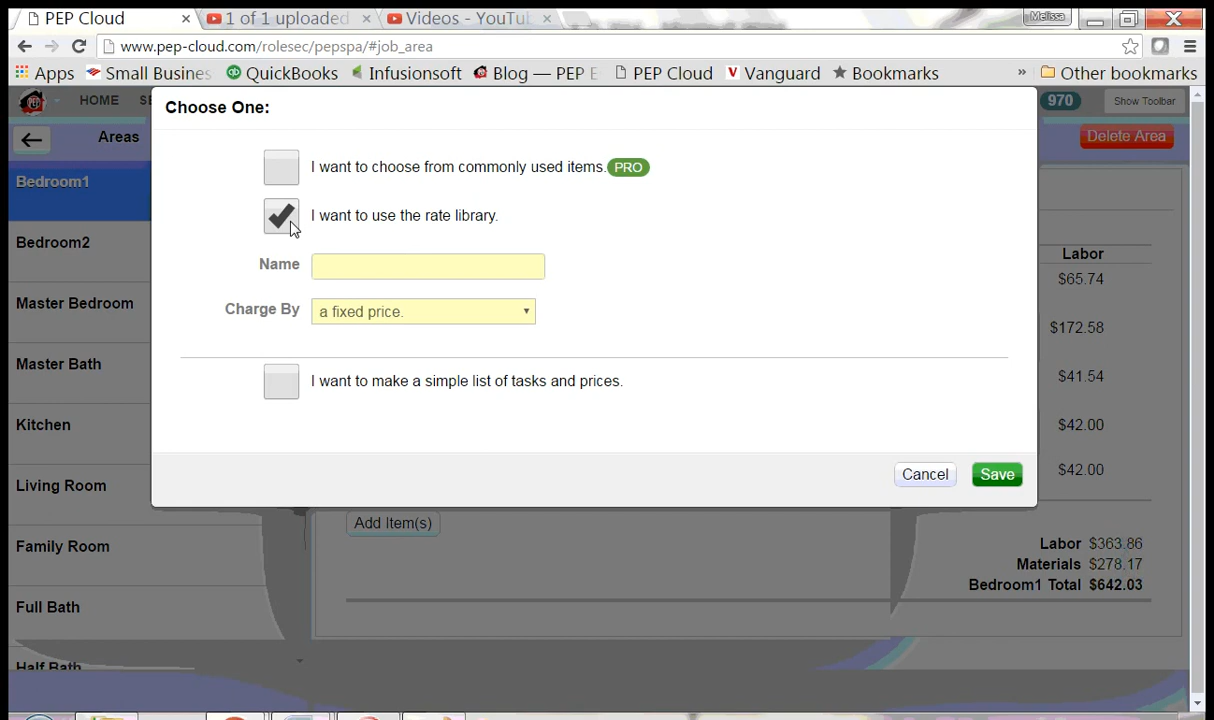 PEP Cloud × 1 of 1 uploaded × Videos - YouTu × Melissa
www.pep-cloud.com/rolesec/pepspa/#job_area
Apps Small Busines QuickBooks Infusionsoft Blog — PEP E PEP Cloud Vanguard Bookmarks » Other bookmarks
HOME 970 Show Toolbar
Areas Delete Area
Choose One:
I want to choose from commonly used items. PRO
I want to use the rate library.
Name
Charge By a fixed price.
I want to make a simple list of tasks and prices.
Cancel Save
Bedroom1
Bedroom2
Master Bedroom
Master Bath
Kitchen
Living Room
Family Room
Full Bath
Half Bath
Labor
$65.74
$172.58
$41.54
$42.00
$42.00
Add Item(s)
Labor $363.86
Materials $278.17
Bedroom1 Total $642.03